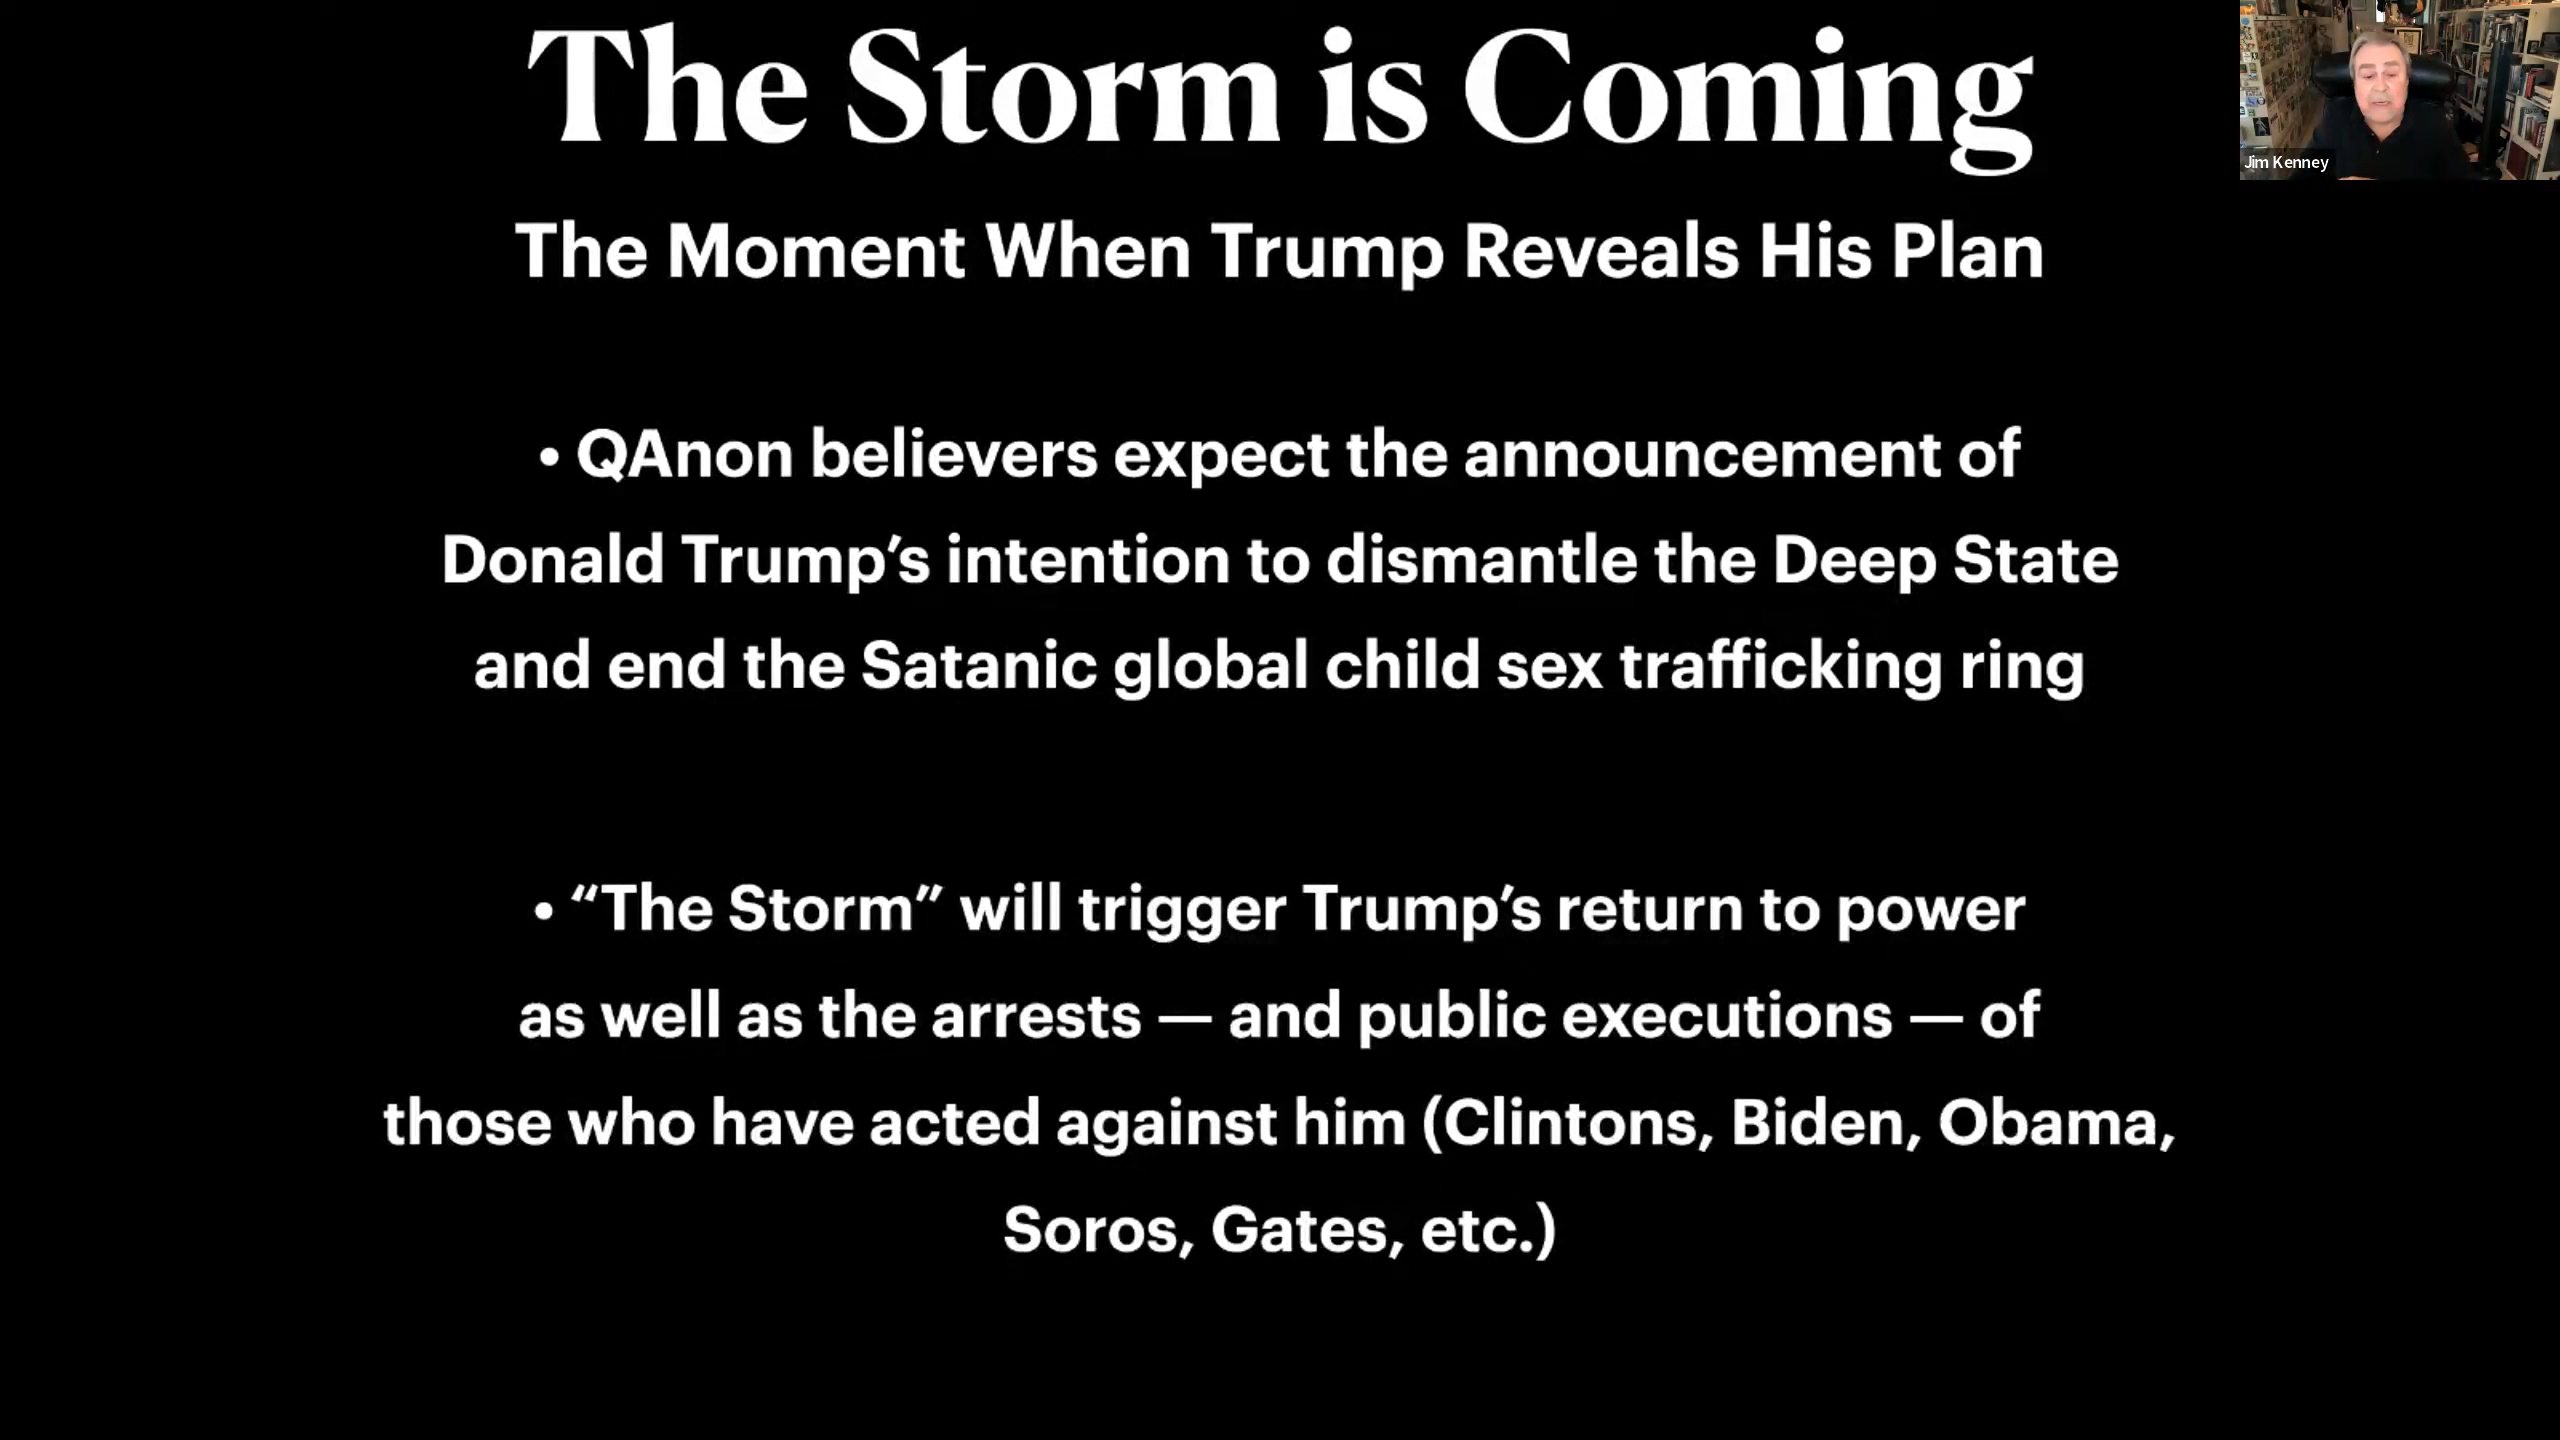 The Storm is Coming
Jim Kenney
The Moment When Trump Reveals His Plan
• QAnon believers expect the announcement of
Donald Trump’s intention to dismantle the Deep State
and end the Satanic global child sex trafficking ring
• “The Storm” will trigger Trump’s return to power
as well as the arrests — and public executions — of
those who have acted against him (Clintons, Biden, Obama,
Soros, Gates, etc.)